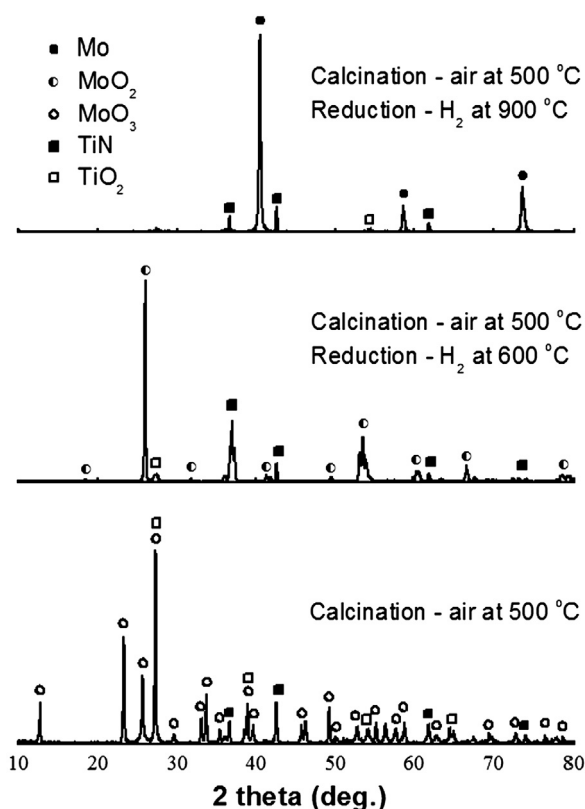 Mo
MoO₂
MoO₃
TiN
TiO₂
Calcination - air at 500 °C
Reduction - H₂ at 900 °C
Calcination - air at 500 °C
Reduction - H₂ at 600 °C
Calcination - air at 500 °C
10 20 30 40 50 60 70 80
2 theta (deg.)